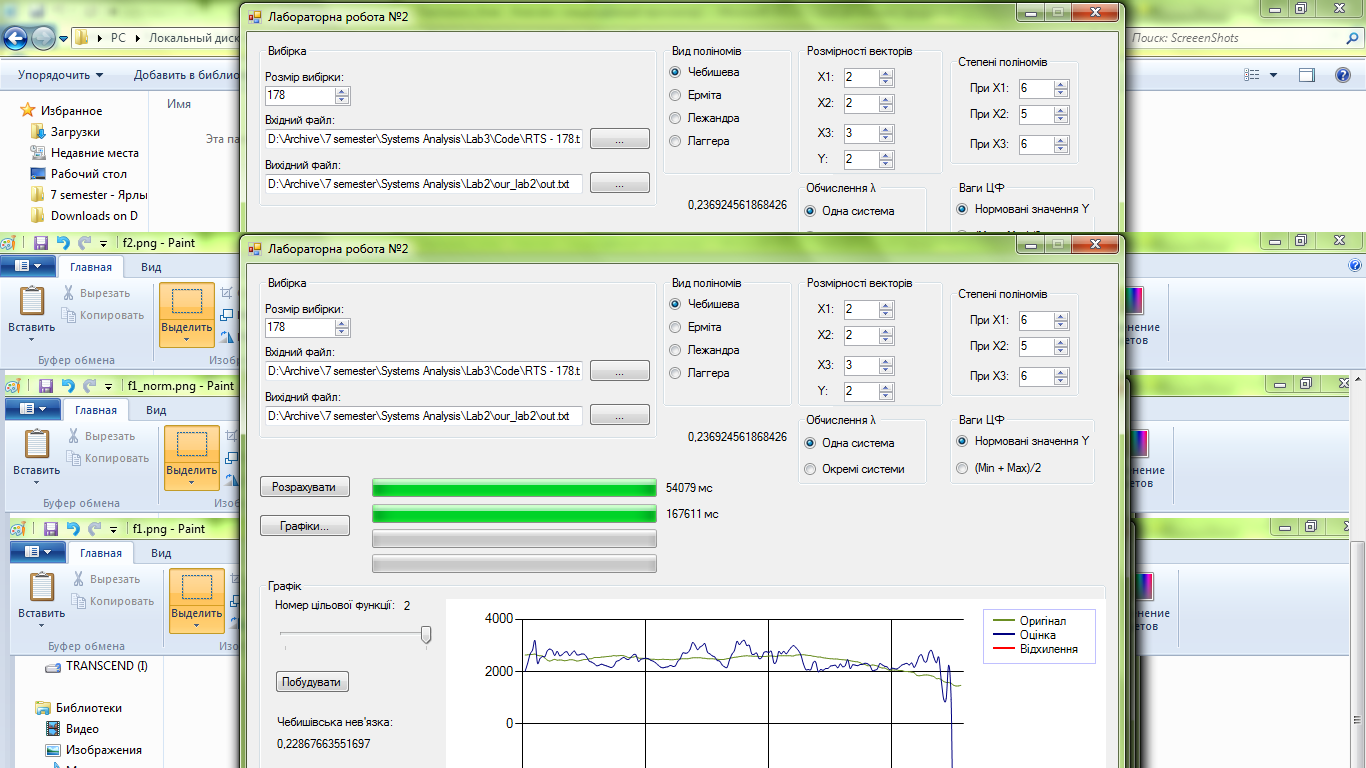 Лабораторна робота №2
PC
Локальный диск
Поиск: ScreeenShots
Упорядочить
Добавить в библио
Избранное
Загрузки
Недавние места
Рабочий стол
7 semester - Ярлы
Downloads on D
Имя
Эта па
Вибірка
Розмір вибірки:
178
Вхідний файл:
D:\Archive\7 semester\Systems Analysis\Lab3\Code\RTS - 178.t
...
Вихідний файл:
D:\Archive\7 semester\Systems Analysis\Lab2\our_lab2\out.txt
...
Вид поліномів
Чебишева
Ерміта
Лежандра
Лаггера
0,236924561868426
Розмірності векторів
X1: 2
X2: 2
X3: 3
Y: 2
Степені поліномів
При X1: 6
При X2: 5
При X3: 6
Обчислення λ
Одна система
Ваги ЦФ
Нормовані значення Y
f2.png - Paint
Главная
Вид
Вставить
Вырезать
Копировать
Буфер обмена
Выделить
Изобр
нение
етов
Лабораторна робота №2
Вибірка
Розмір вибірки:
178
Вхідний файл:
D:\Archive\7 semester\Systems Analysis\Lab3\Code\RTS - 178.t
...
Вихідний файл:
D:\Archive\7 semester\Systems Analysis\Lab2\our_lab2\out.txt
...
Вид поліномів
Чебишева
Ерміта
Лежандра
Лаггера
0,236924561868426
Розмірності векторів
X1: 2
X2: 2
X3: 3
Y: 2
Степені поліномів
При X1: 6
При X2: 5
При X3: 6
Обчислення λ
Одна система
Окремі системи
Ваги ЦФ
Нормовані значення Y
(Min + Max)/2
f1_norm.png - Paint
Главная
Вид
Вставить
Вырезать
Копировать
Буфер обмена
Выделить
Изо
нение
етов
Розрахувати
54079 мс
Графіки...
167611 мс
f1.png - Paint
Главная
Вид
Вставить
Вырезать
Копировать
Буфер обмена
Выделить
Изо
нение
етов
TRANSCEND (I)
Библиотеки
Видео
Изображения
Графік
Номер цільової функції: 2
Побудувати
Чебишівська нев'язка:
0,22867663551697
4000
2000
0
Оригінал
Оцінка
Відхилення